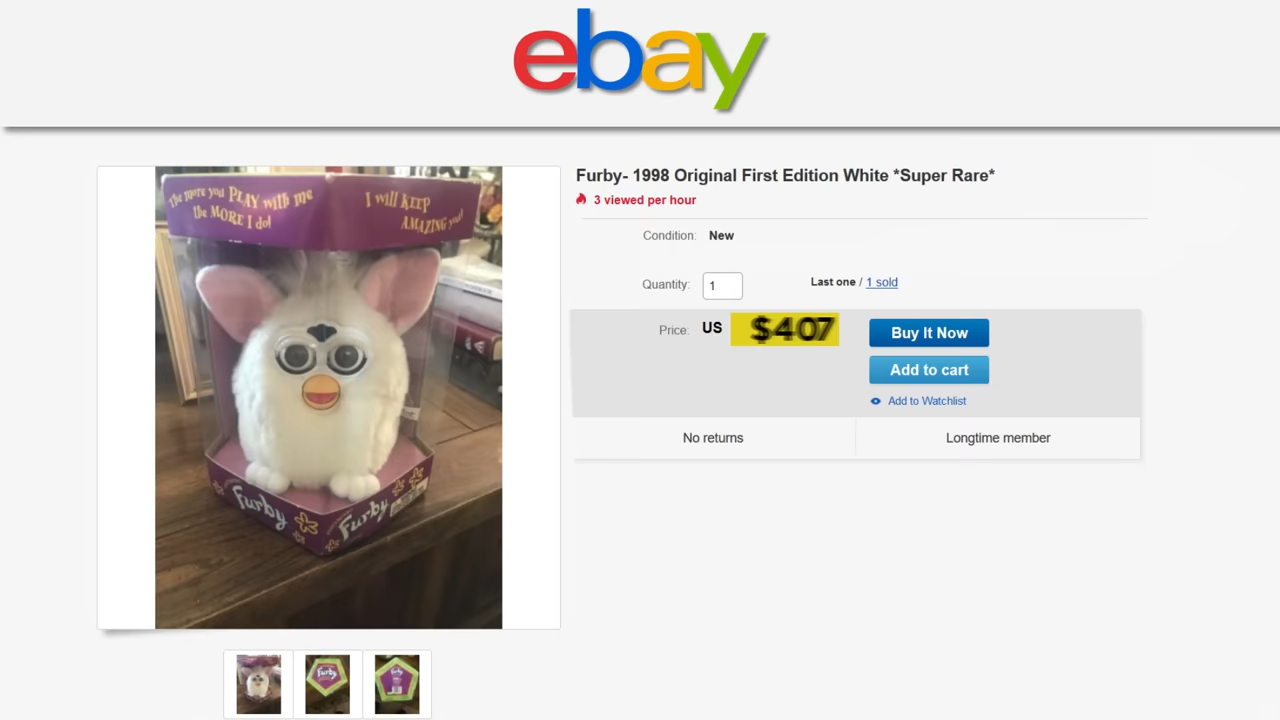 ebay
The more you PLAY with me
the MORE I do!
I will KEEP
AMAZING you!
Furby
Furby
Furby- 1998 Original First Edition White *Super Rare*
3 viewed per hour
Condition: New
Quantity: 1
Last one / 1 sold
Price: US $407
Buy It Now
Add to cart
Add to Watchlist
No returns
Longtime member
Furby
Furby